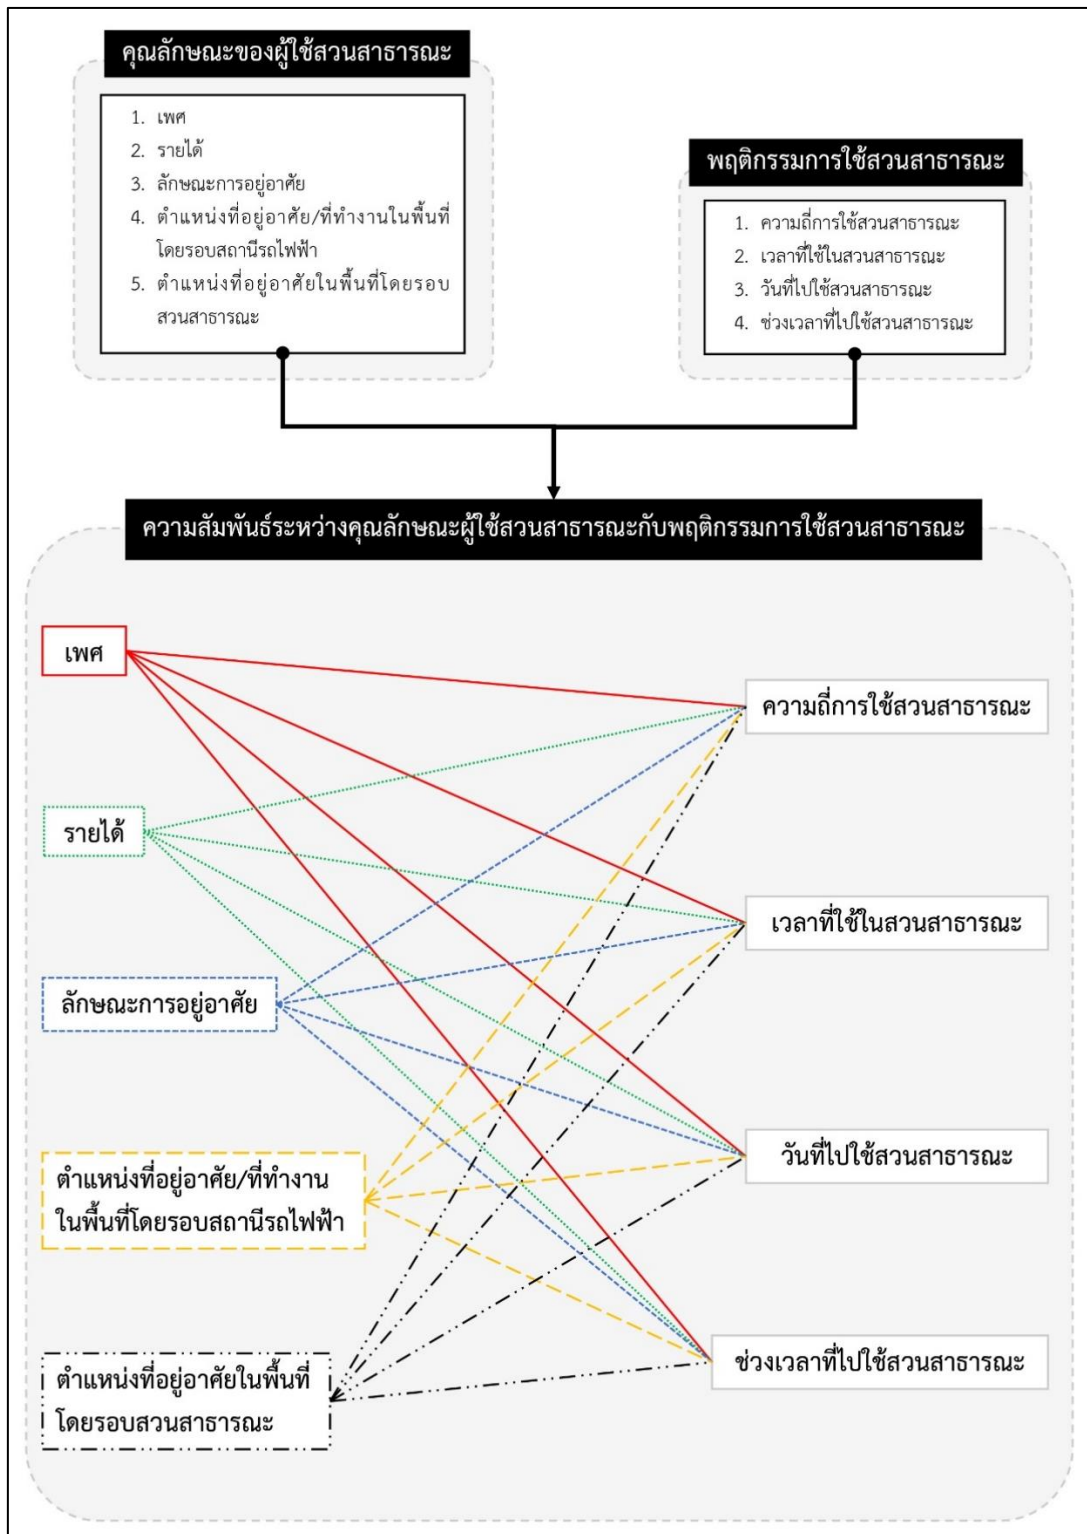 คุณลักษณะของผู้ใช้สวนสาธารณะ
1. เพศ
2. รายได้
3. ลักษณะการอยู่อาศัย
4. ตำแหน่งที่อยู่อาศัย/ที่ทำงานในพื้นที่
โดยรอบสถานีรถไฟฟ้า
5. ตำแหน่งที่อยู่อาศัยในพื้นที่โดยรอบ
สวนสาธารณะ
พฤติกรรมการใช้สวนสาธารณะ
1. ความถี่การใช้สวนสาธารณะ
2. เวลาที่ใช้ในสวนสาธารณะ
3. วันที่ไปใช้สวนสาธารณะ
4. ช่วงเวลาที่ไปใช้สวนสาธารณะ
ความสัมพันธ์ระหว่างคุณลักษณะผู้ใช้สวนสาธารณะกับพฤติกรรมการใช้สวนสาธารณะ
เพศ
รายได้
ลักษณะการอยู่อาศัย
ตำแหน่งที่อยู่อาศัย/ที่ทำงาน
ในพื้นที่โดยรอบสถานีรถไฟฟ้า
ตำแหน่งที่อยู่อาศัยในพื้นที่
โดยรอบสวนสาธารณะ
ความถี่การใช้สวนสาธารณะ
เวลาที่ใช้ในสวนสาธารณะ
วันที่ไปใช้สวนสาธารณะ
ช่วงเวลาที่ไปใช้สวนสาธารณะ